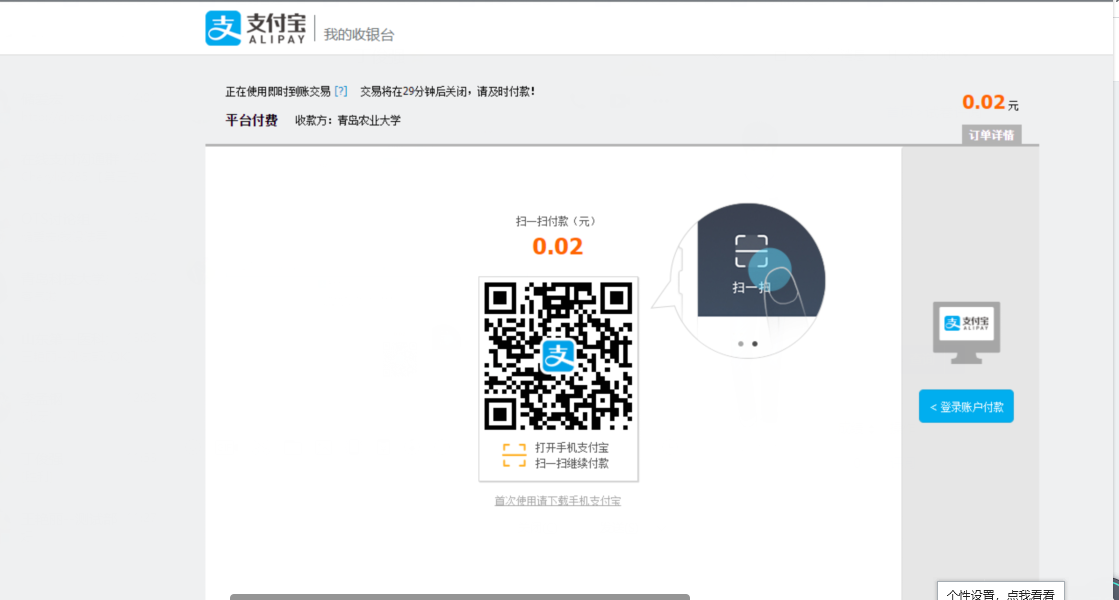 支付宝
ALIPAY
我的收银台
正在使用即时到账交易 [?] 交易将在29分钟后关闭，请及时付款！
0.02 元
平台付费 收款方：青岛农业大学
订单详情
扫一扫付款（元）
0.02
扫一扫
支付宝
ALIPAY
< 登录账户付款
打开手机支付宝
扫一扫继续付款
首次使用请下载手机支付宝
个性设置，点我看看